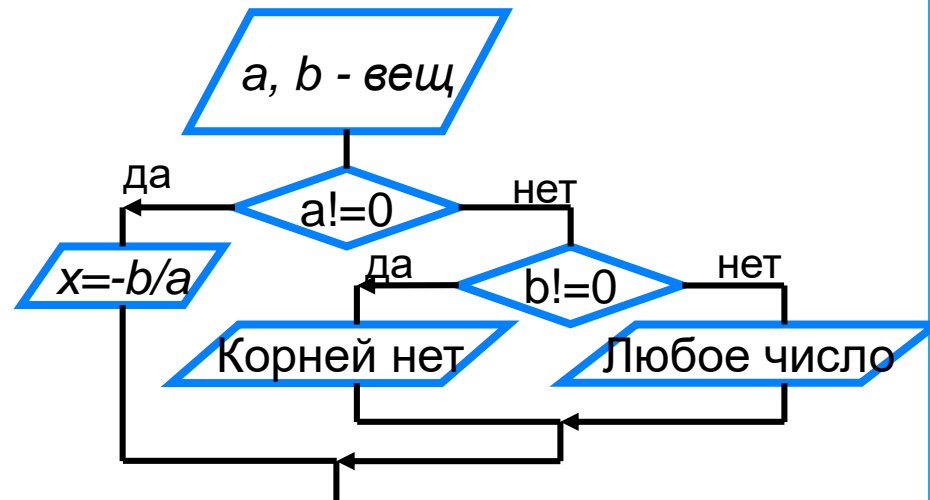 a, b - вещ
да
нет
a!=0
x=-b/a
да
нет
b!=0
Корней нет
Любое число